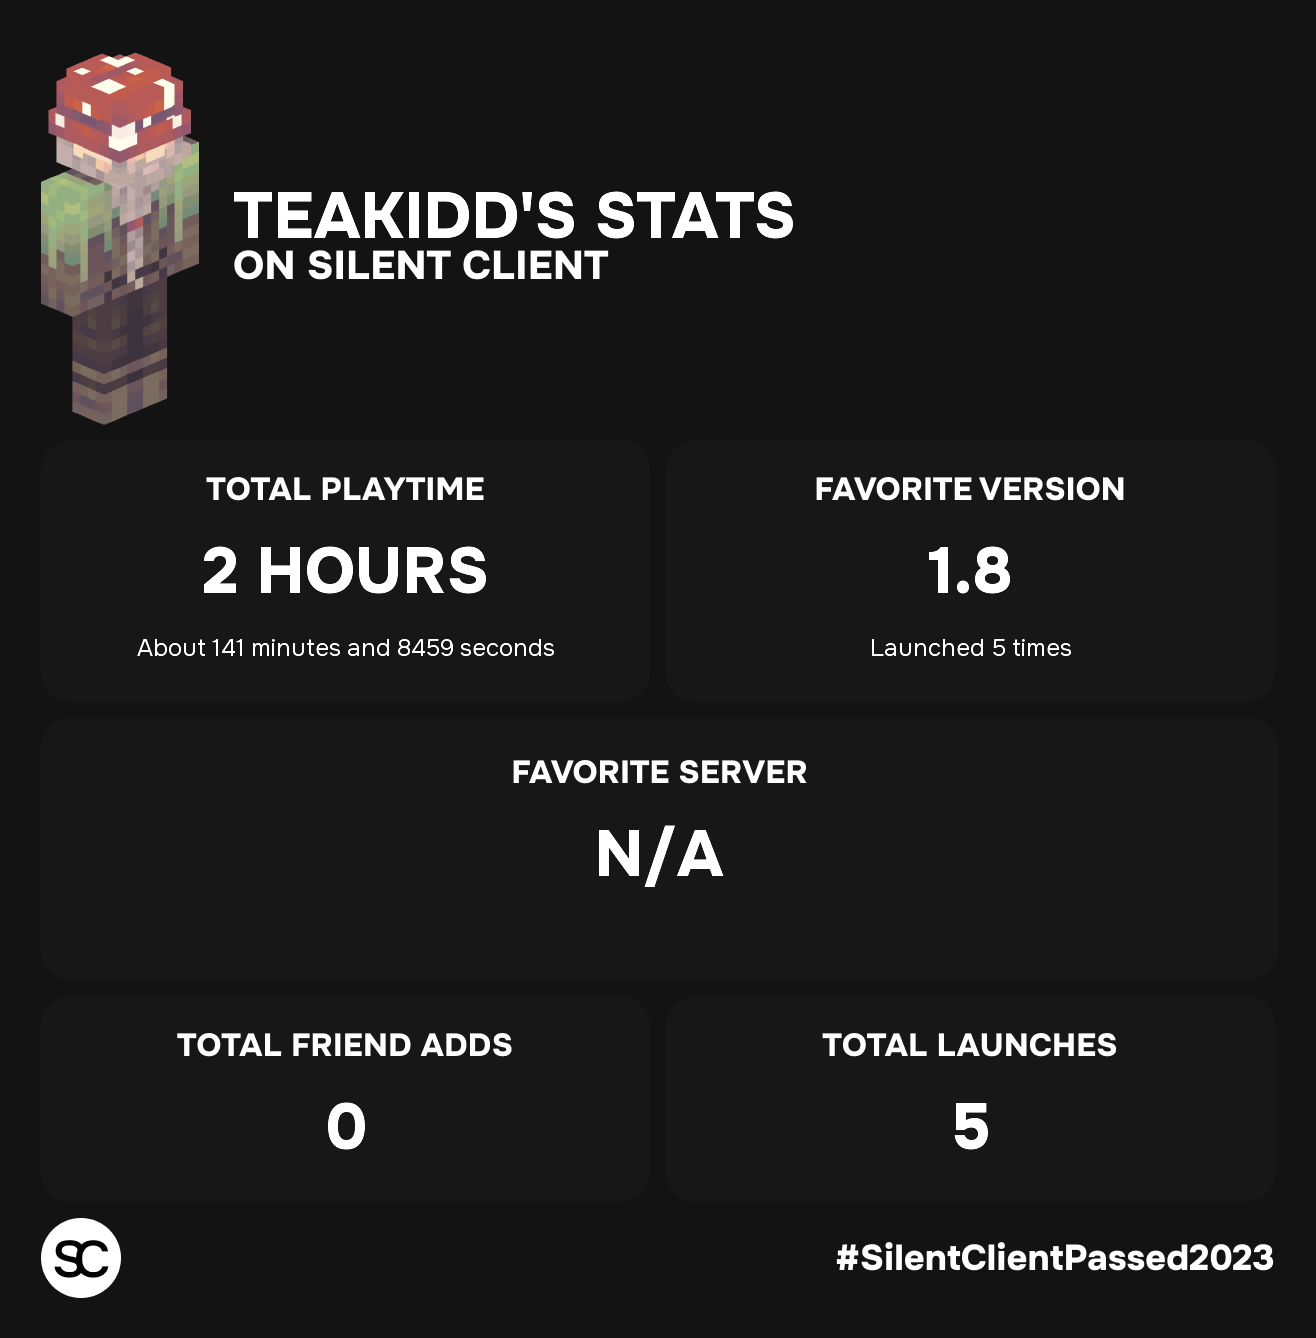 TEAKIDD'S STATS
ON SILENT CLIENT
TOTAL PLAYTIME
2 HOURS
About 141 minutes and 8459 seconds
FAVORITE VERSION
1.8
Launched 5 times
FAVORITE SERVER
N/A
TOTAL FRIEND ADDS
0
TOTAL LAUNCHES
5
SC
#SilentClientPassed2023